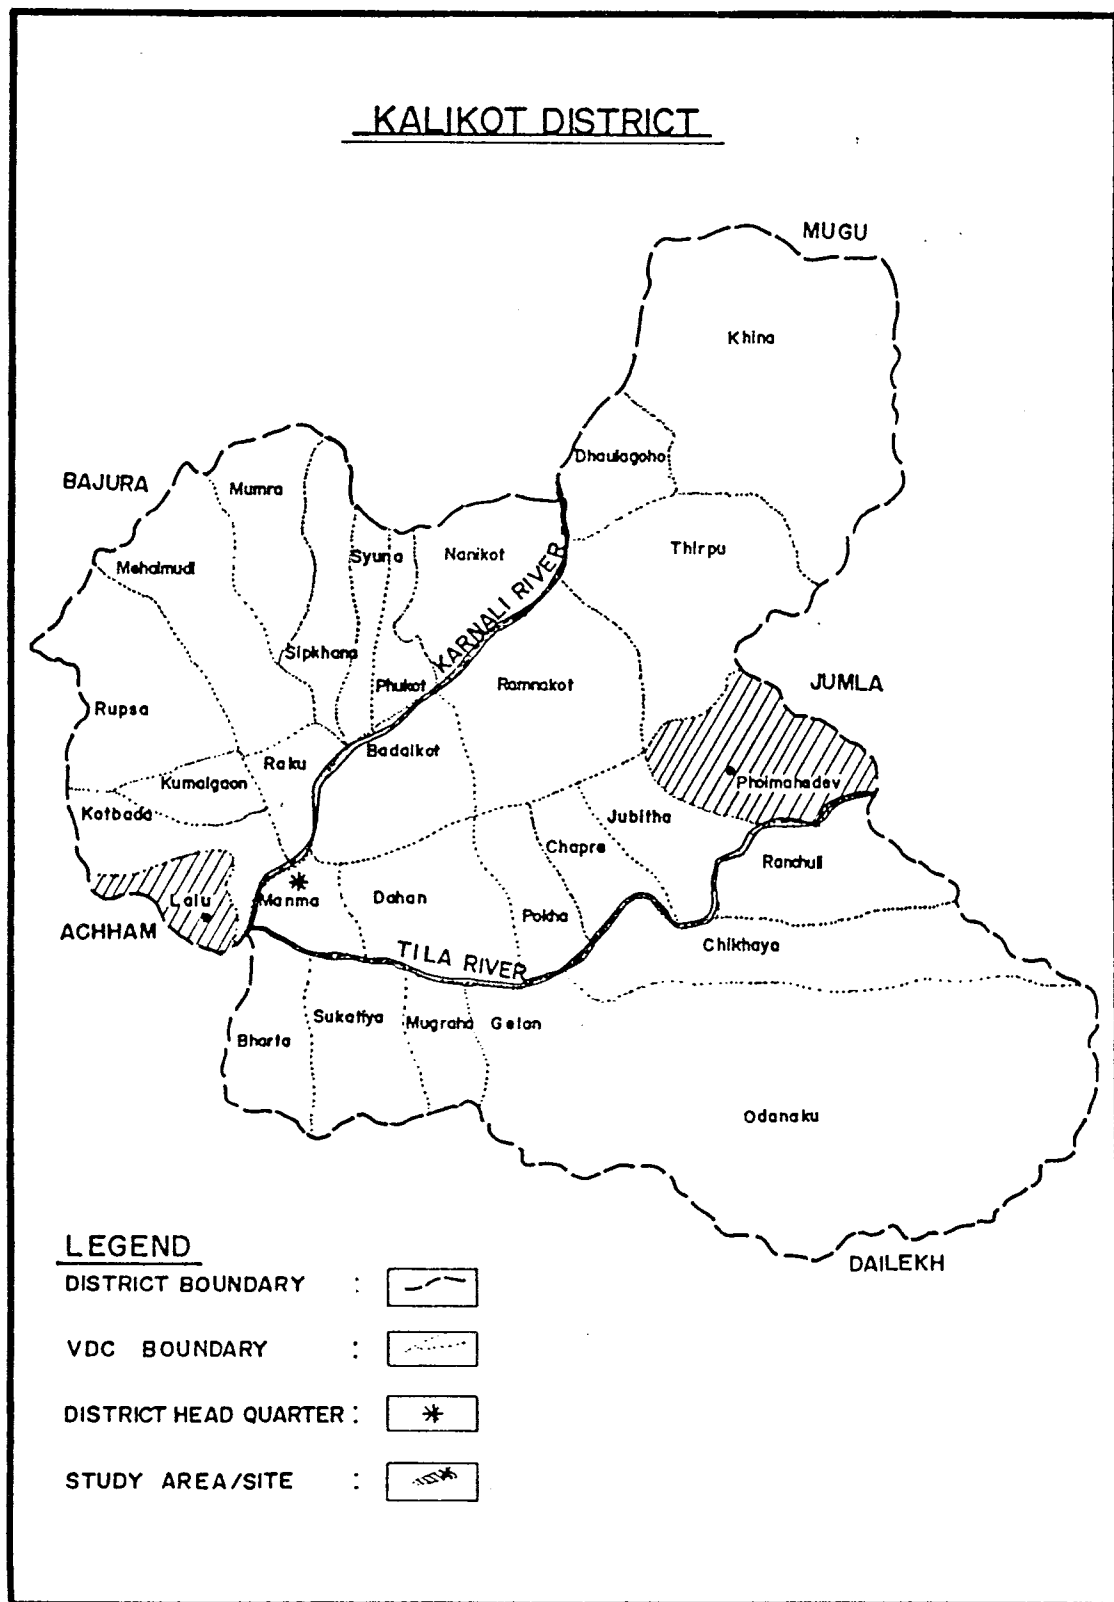 KALIKOT DISTRICT
MUGU
Khina
Dhaulagoho
BAJURA
Mumra
Mehalmudi
Syuna
Nanikot
Thirpu
KARNALI RIVER
Sipkhana
Phukot
Ramnakot
JUMLA
Rupsa
Badalkot
Raku
Kumalgaon
Kotbada
Phoimahadev
Jubitha
Chapre
Ranchuli
Lalu
Manma
Dahan
Pokha
ACHHAM
TILA RIVER
Chikhaya
Bharta
Sukatiya
Mugraha
Gelan
Odanaku
DAILEKH
LEGEND
DISTRICT BOUNDARY :
VDC BOUNDARY :
DISTRICT HEAD QUARTER :
STUDY AREA/SITE :